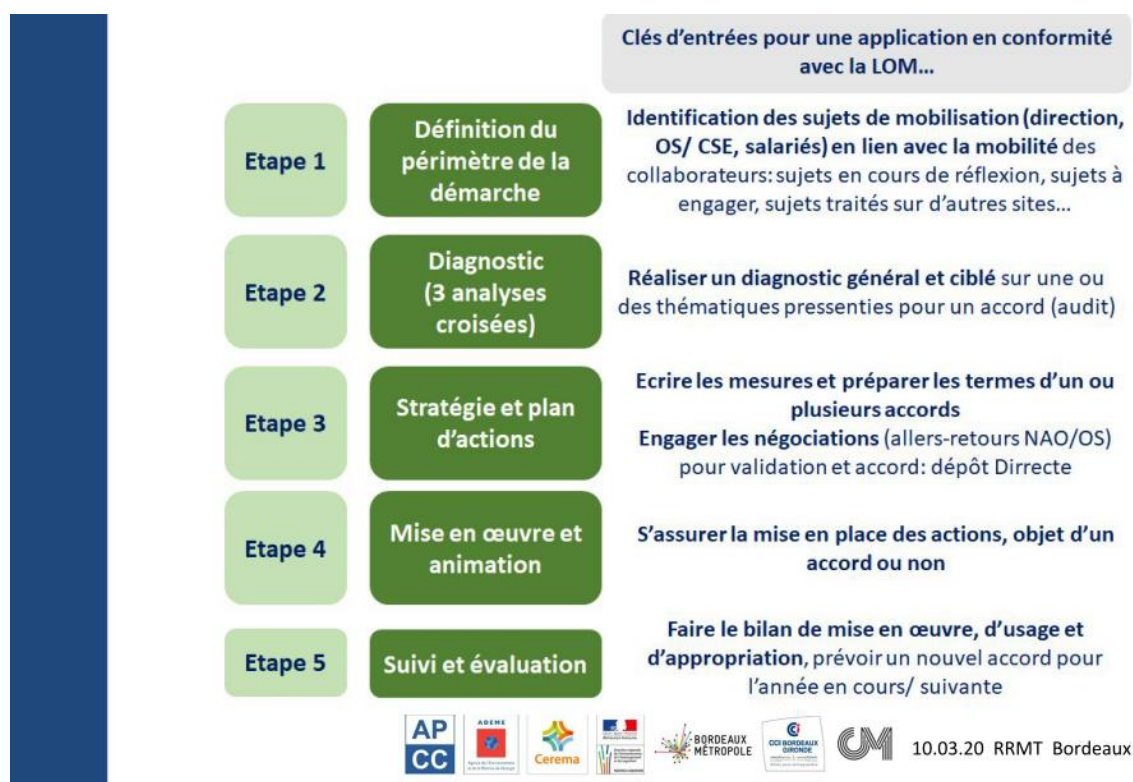 Clés d'entrées pour une application en conformité
avec la LOM…
Etape 1
Définition du
périmètre de la
démarche
Identification des sujets de mobilisation (direction,
OS/ CSE, salariés) en lien avec la mobilité des
collaborateurs: sujets en cours de réflexion, sujets à
engager, sujets traités sur d'autres sites…
Etape 2
Diagnostic
(3 analyses
croisées)
Réaliser un diagnostic général et ciblé sur une ou
des thématiques pressenties pour un accord (audit)
Etape 3
Stratégie et plan
d'actions
Ecrire les mesures et préparer les termes d'un ou
plusieurs accords
Engager les négociations (allers-retours NAO/OS)
pour validation et accord: dépôt Dirrecte
Etape 4
Mise en œuvre et
animation
S'assurer la mise en place des actions, objet d'un
accord ou non
Etape 5
Suivi et évaluation
Faire le bilan de mise en œuvre, d'usage et
d'appropriation, prévoir un nouvel accord pour
l'année en cours/ suivante
AP
CC
ADEME
Cerema
BORDEAUX
MÉTROPOLE
CCI BORDEAUX
GIRONDE
CM
10.03.20 RRMT Bordeaux